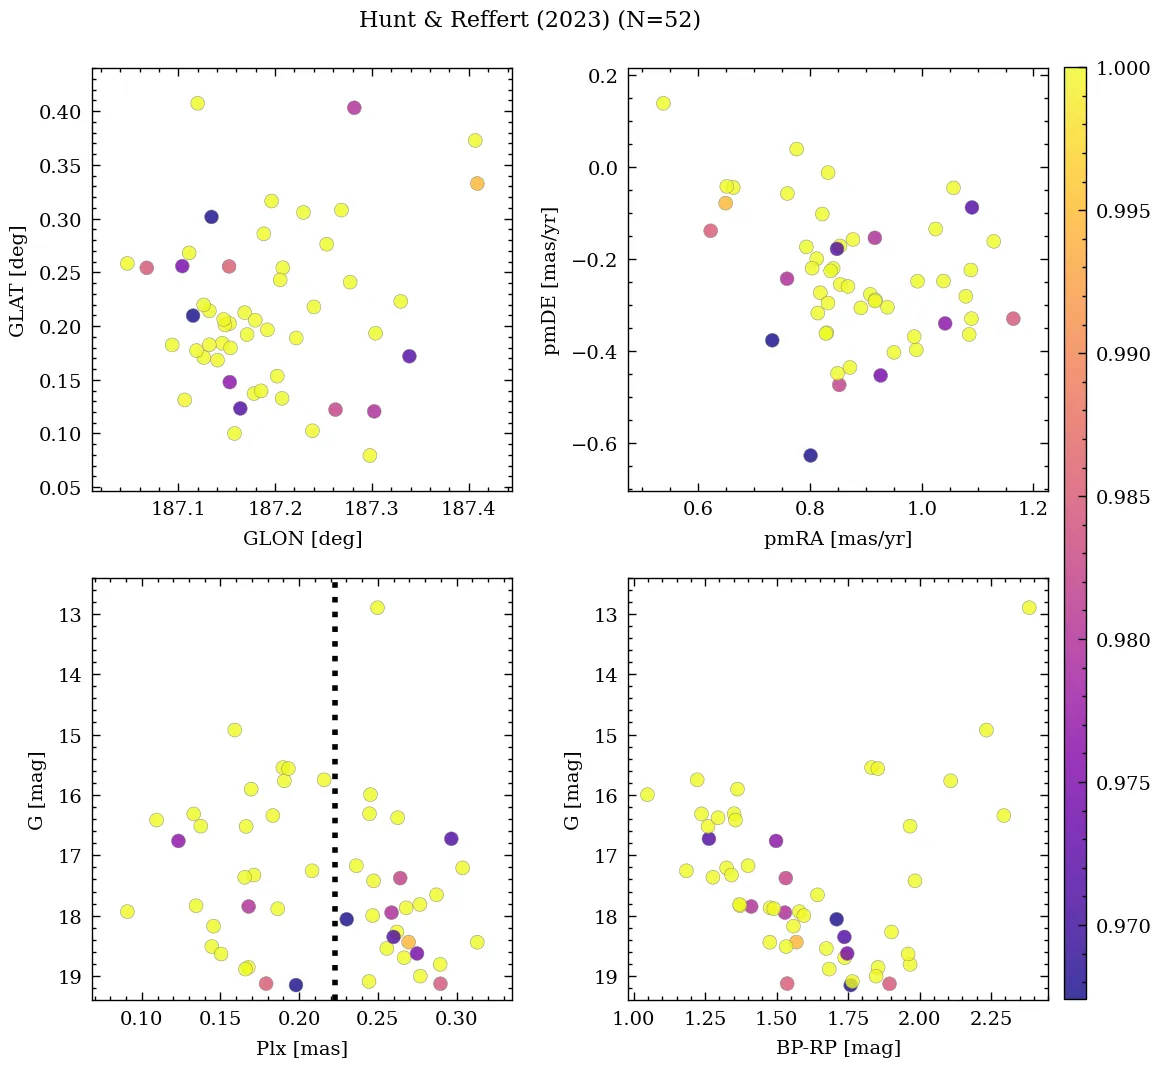 Hunt & Reffert (2023) (N=52)
0.40
0.35
0.30
0.25
0.20
0.15
0.10
0.05
GLAT [deg]
187.1 187.2 187.3 187.4
GLON [deg]
0.2
0.0
−0.2
−0.4
−0.6
pmDE [mas/yr]
0.6 0.8 1.0 1.2
pmRA [mas/yr]
13
14
15
16
17
18
19
G [mag]
0.10 0.15 0.20 0.25 0.30
Plx [mas]
13
14
15
16
17
18
19
G [mag]
1.00 1.25 1.50 1.75 2.00 2.25
BP-RP [mag]
1.000
0.995
0.990
0.985
0.980
0.975
0.970